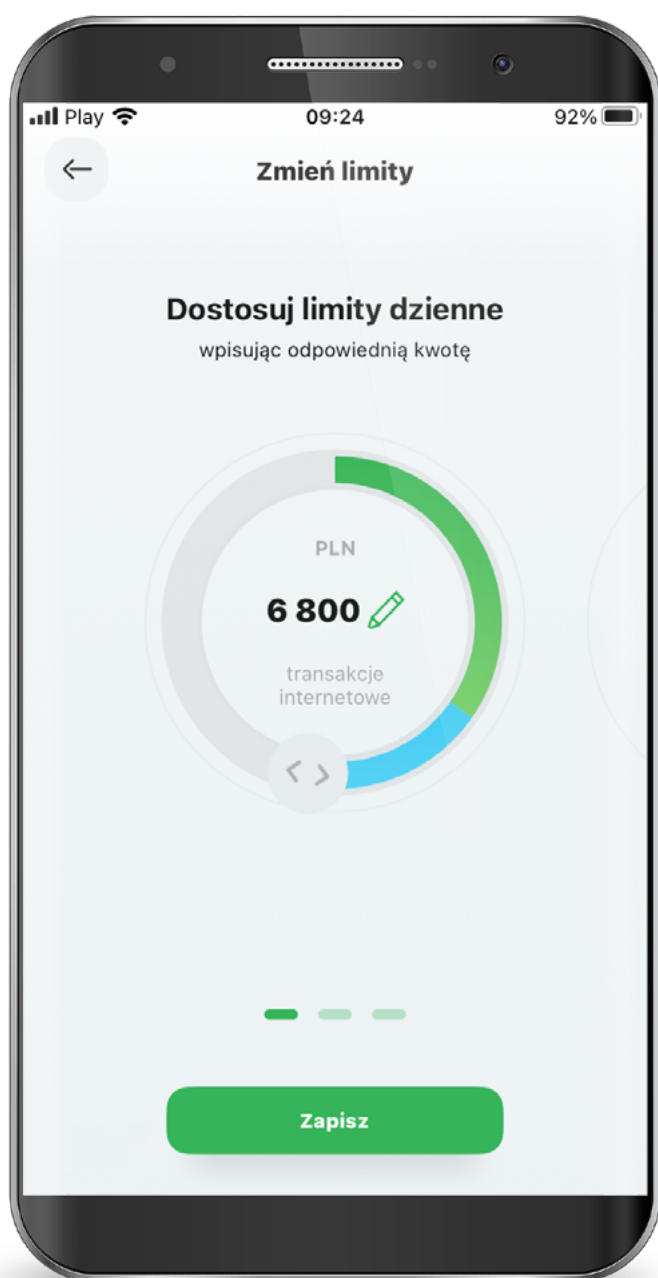 Play
09:24
92%
Zmień limity
Dostosuj limity dzienne
wpisując odpowiednią kwotę
PLN
6 800
transakcje
internetowe
Zapisz